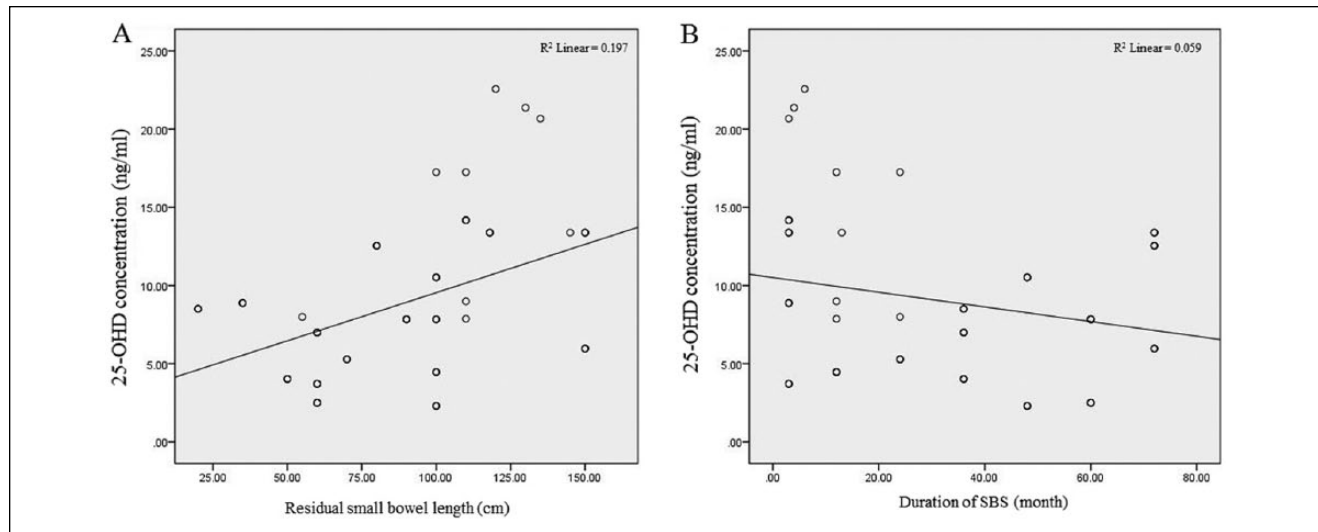 A
R² Linear = 0.197
25.00
20.00
15.00
10.00
5.00
.00
25-OHD concentration (ng/ml)
25.00 50.00 75.00 100.00 125.00 150.00
Residual small bowel length (cm)
B
R² Linear = 0.059
25.00
20.00
15.00
10.00
5.00
.00
25-OHD concentration (ng/ml)
.00 20.00 40.00 60.00 80.00
Duration of SBS (month)